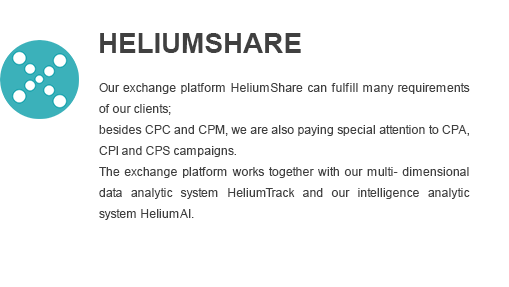 HELIUMSHARE
Our exchange platform HeliumShare can fulfill many requirements
of our clients;
besides CPC and CPM, we are also paying special attention to CPA,
CPI and CPS campaigns.
The exchange platform works together with our multi- dimensional
data analytic system HeliumTrack and our intelligence analytic
system HeliumAI.